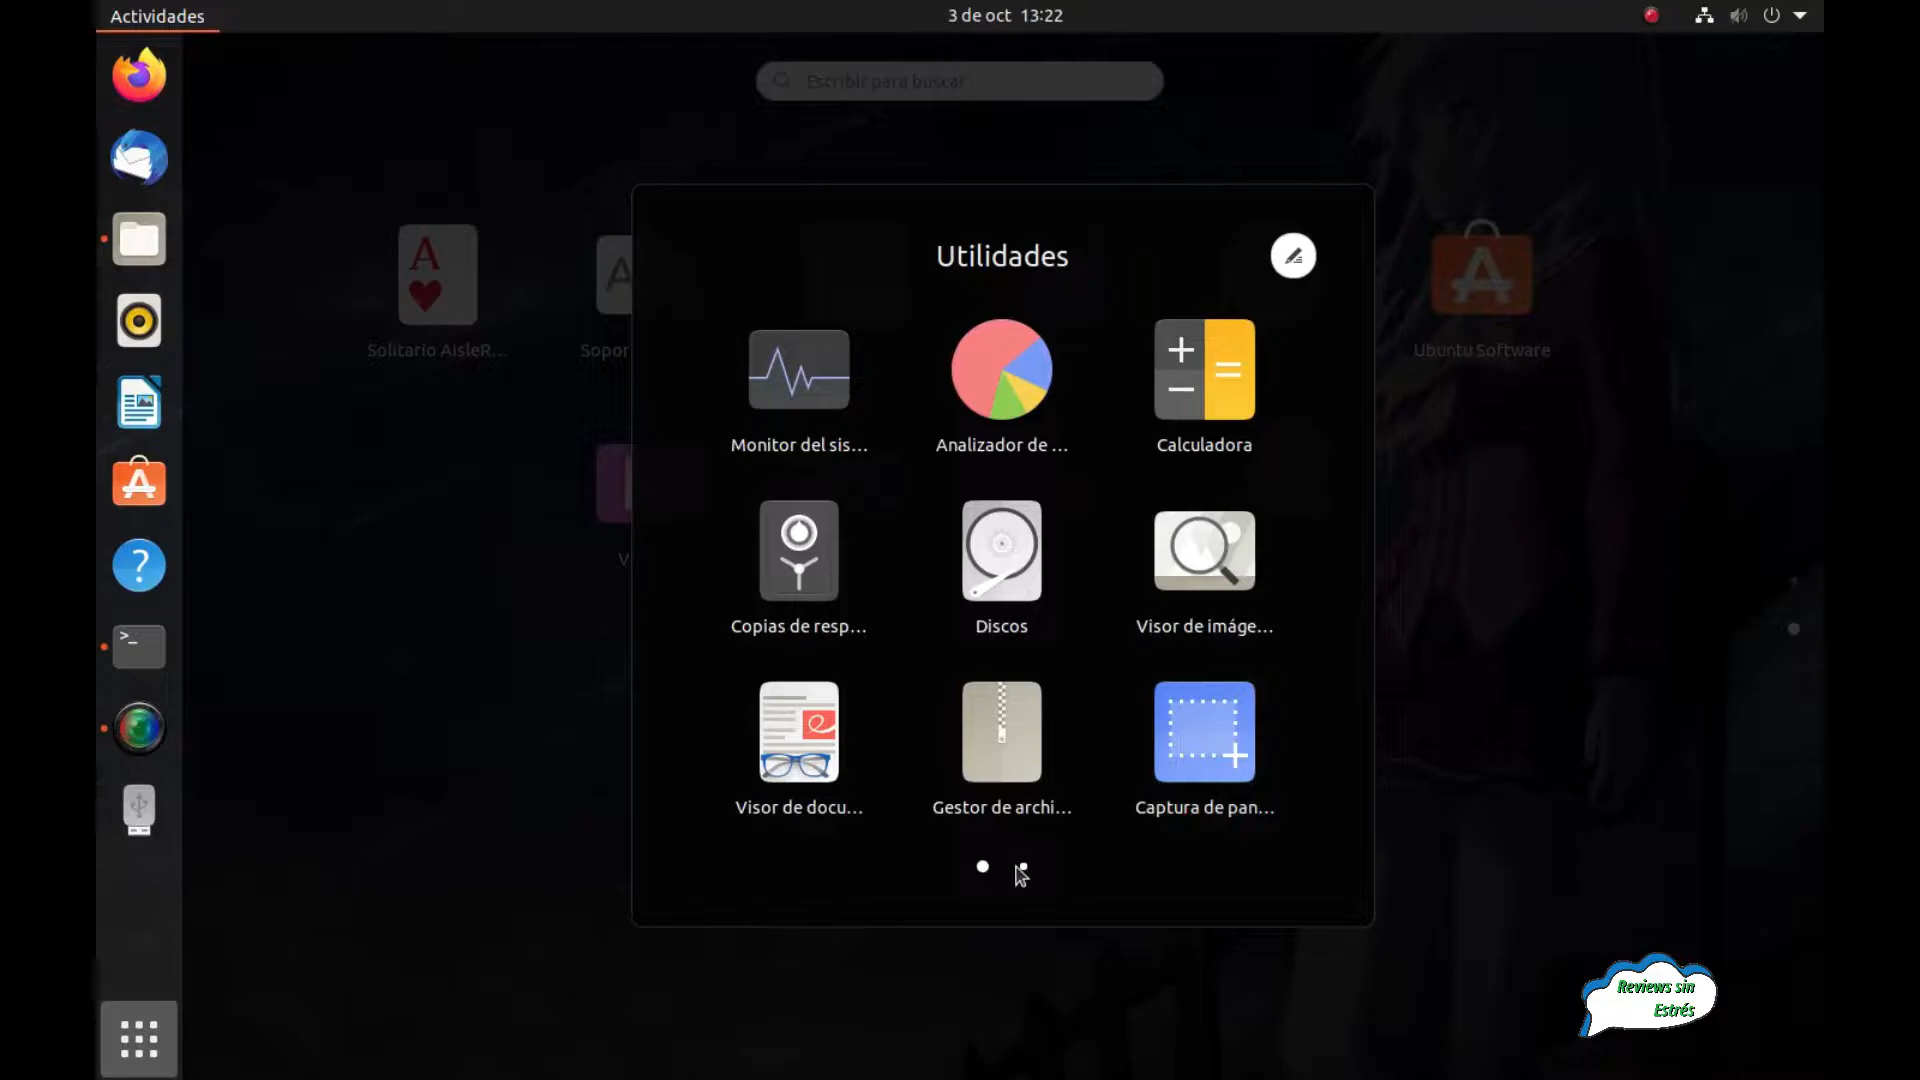 Actividades
3 de oct 13:22
Escribir para buscar
Utilidades
Solitario AisleR...
Sopor
Ubuntu Software
Monitor del sis...
Analizador de ...
Calculadora
Copias de resp...
Discos
Visor de imáge...
Visor de docu...
Gestor de archi...
Captura de pan...
Reviews sin
Estrés